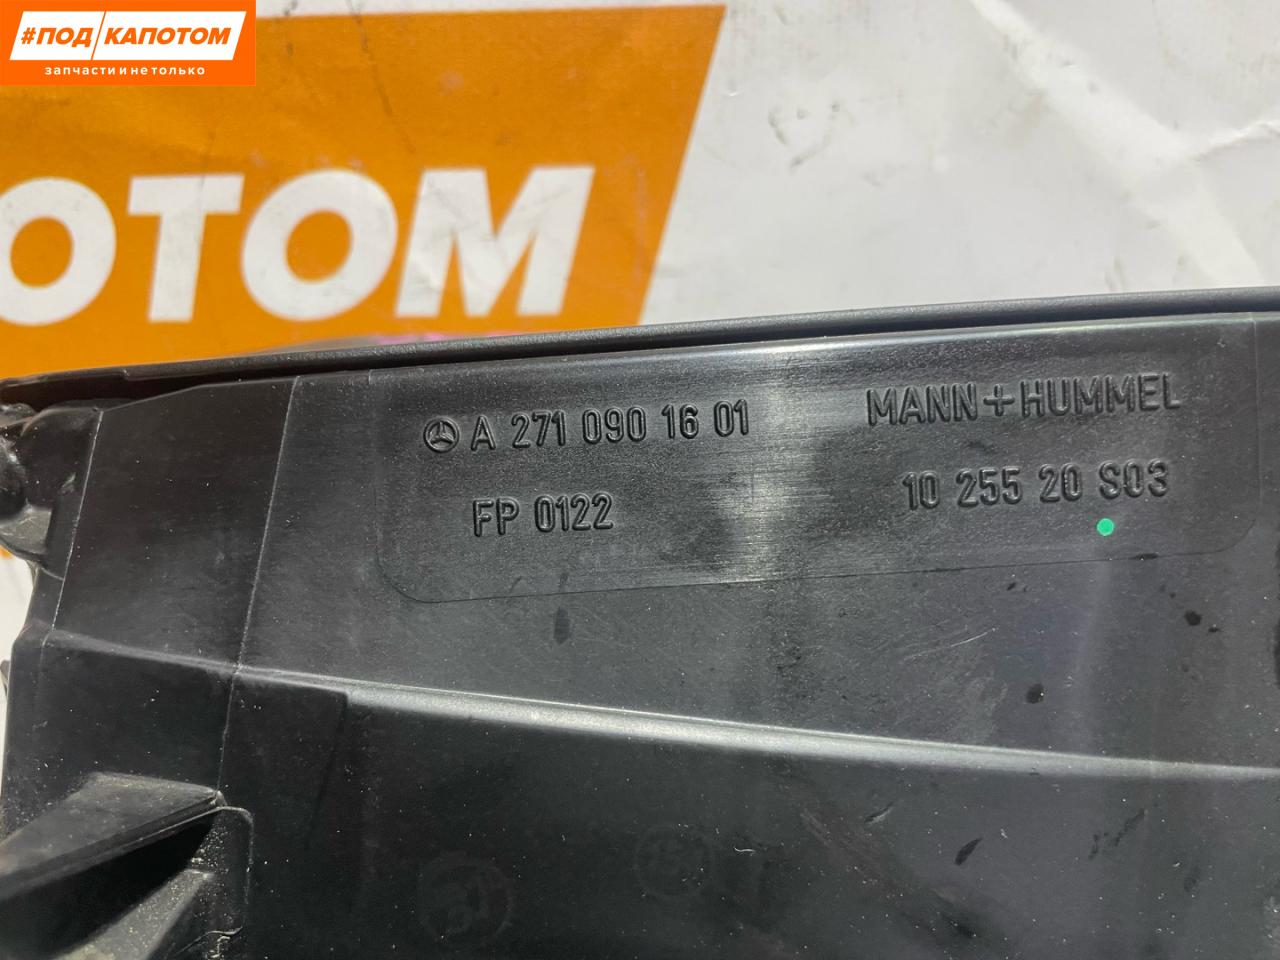 #ПОД/КАПОТОМ
запчасти и не только
ОТОМ
A 271 090 16 01
MANN+HUMMEL
FP 0122
10 255 20 S03